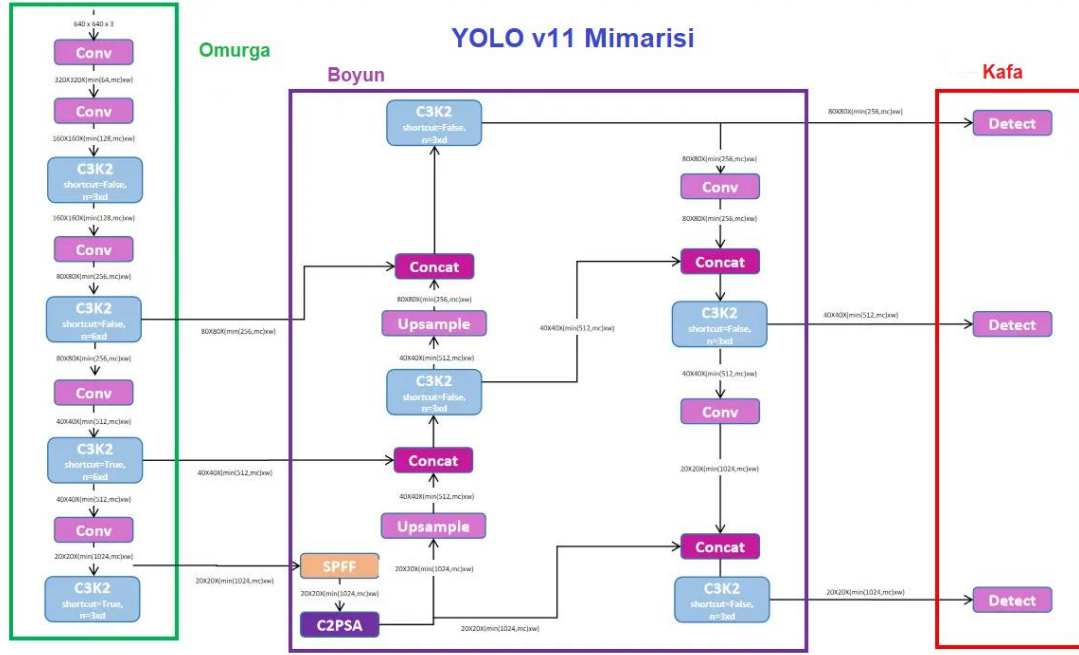 YOLO v11 Mimarisi
Omurga
640 x 640 x 3
Conv
320X320X(min(64,mc)xw)
Conv
160X160X(min(128,mc)xw)
C3K2
shortcut=False,
n=3xd
160X160X(min(128,mc)xw)
Conv
80X80X(min(256,mc)xw)
C3K2
shortcut=False,
n=6xd
80X80X(min(256,mc)xw)
80X80X(min(256,mc)xw)
Conv
40X40X(min(512,mc)xw)
C3K2
shortcut=True,
n=6xd
40X40X(min(512,mc)xw)
40X40X(min(512,mc)xw)
Conv
20X20X(min(1024,mc)xw)
C3K2
shortcut=True,
n=3xd
20X20X(min(1024,mc)xw)
Boyun
C3K2
shortcut=False,
n=3xd
Concat
80X80X(min(256,mc)xw)
Upsample
40X40X(min(512,mc)xw)
C3K2
shortcut=False,
n=3xd
Concat
40X40X(min(512,mc)xw)
Upsample
20X20X(min(1024,mc)xw)
SPFF
20X20X(min(1024,mc)xw)
C2PSA
20X20X(min(1024,mc)xw)
40X40X(min(512,mc)xw)
80X80X(min(256,mc)xw)
Conv
80X80X(min(256,mc)xw)
Concat
C3K2
shortcut=False,
n=3xd
40X40X(min(512,mc)xw)
Conv
20X20X(min(1024,mc)xw)
Concat
C3K2
shortcut=False,
n=3xd
Kafa
80X80X(min(256,mc)xw)
Detect
40X40X(min(512,mc)xw)
Detect
20X20X(min(1024,mc)xw)
Detect